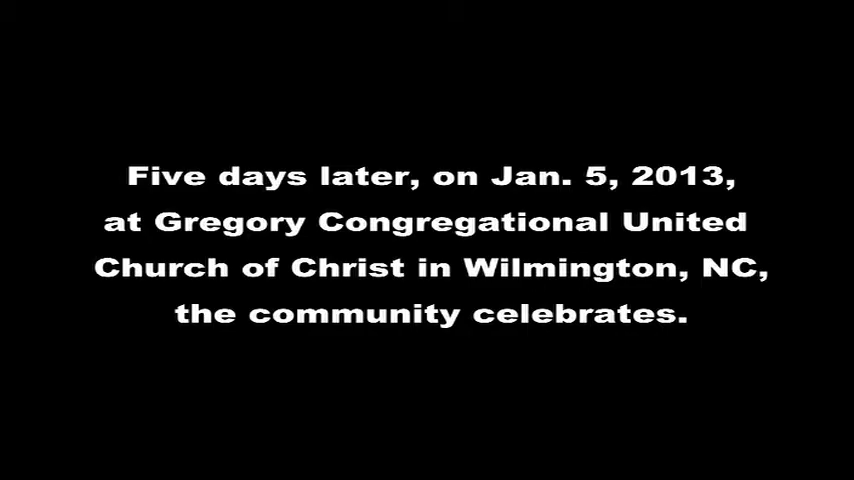 Five days later, on Jan. 5, 2013,
at Gregory Congregational United
Church of Christ in Wilmington, NC,
the community celebrates.